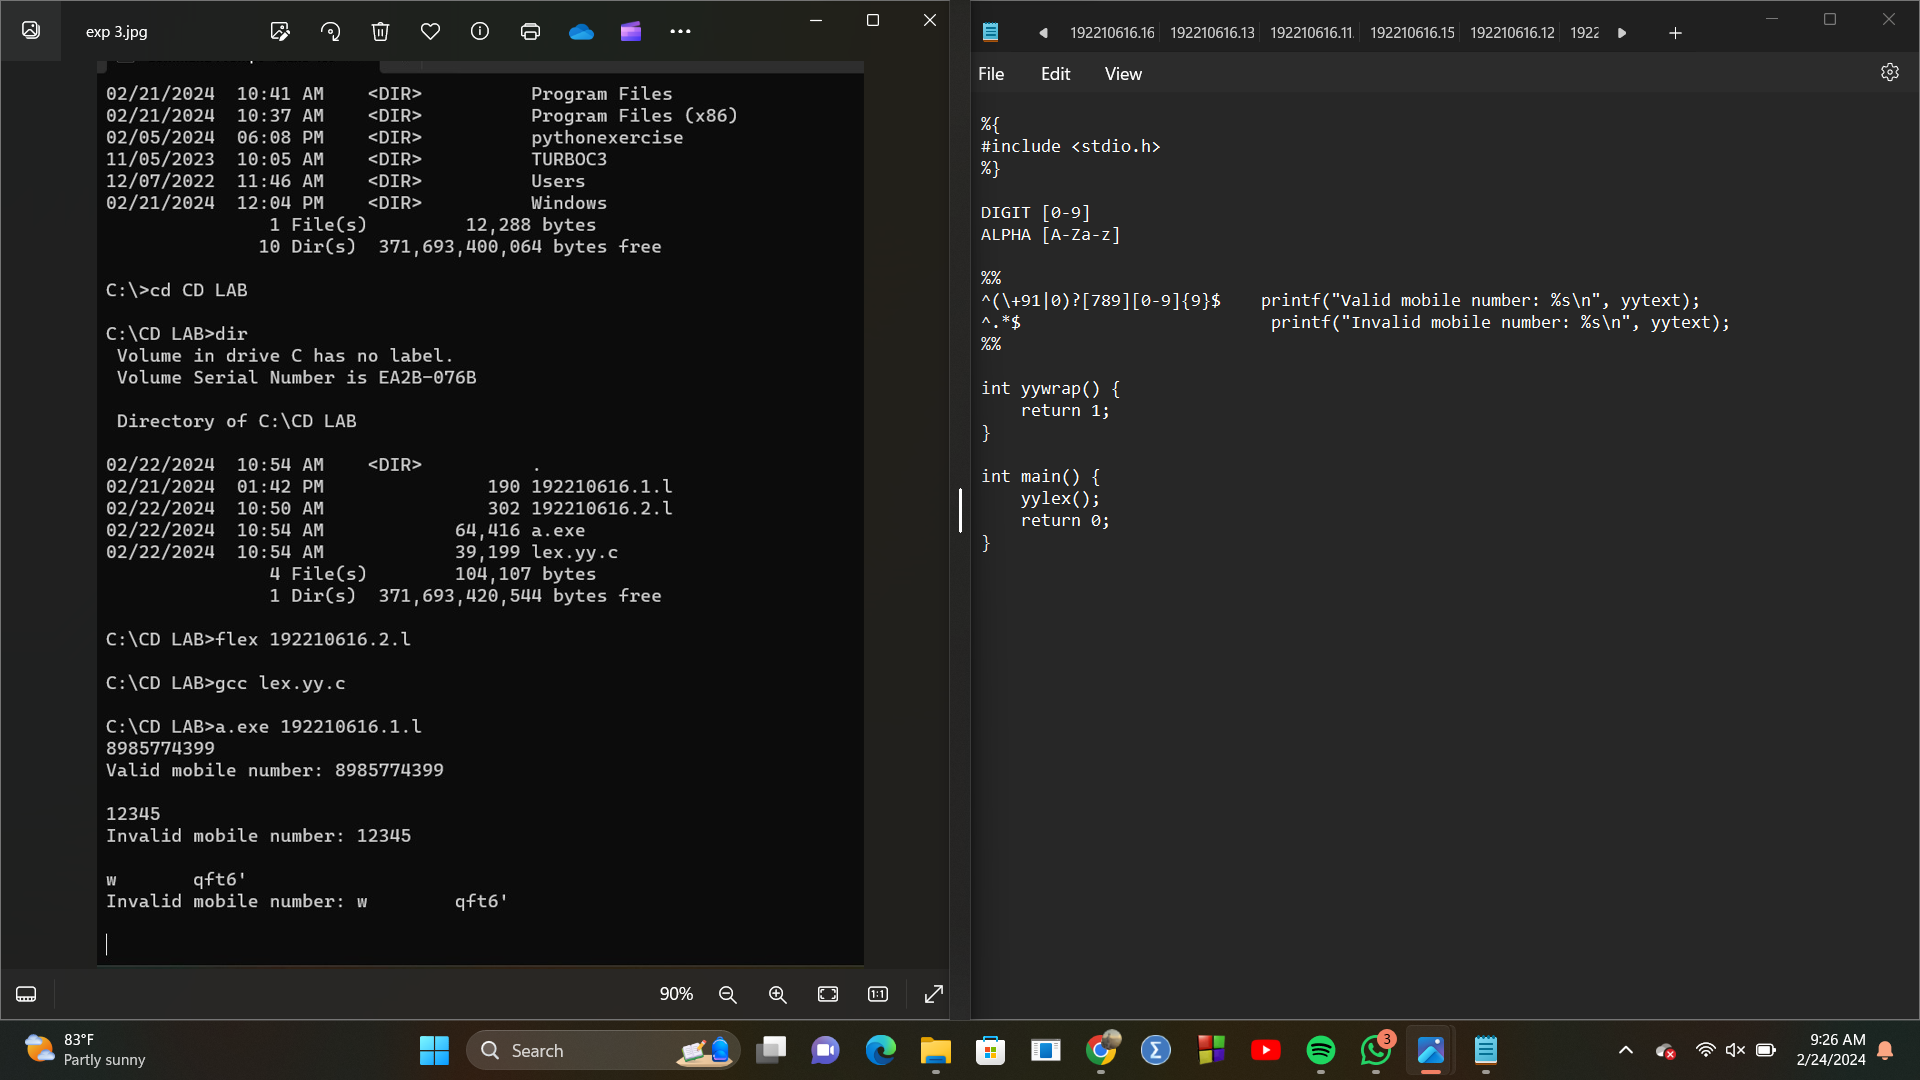 exp 3.jpg
02/21/2024  10:41 AM    <DIR>          Program Files
02/21/2024  10:37 AM    <DIR>          Program Files (x86)
02/05/2024  06:08 PM    <DIR>          pythonexercise
11/05/2023  10:05 AM    <DIR>          TURBOC3
12/07/2022  11:46 AM    <DIR>          Users
02/21/2024  12:04 PM    <DIR>          Windows
               1 File(s)         12,288 bytes
              10 Dir(s)  371,693,400,064 bytes free
C:\>cd CD LAB
C:\CD LAB>dir
 Volume in drive C has no label.
 Volume Serial Number is EA2B-076B
 Directory of C:\CD LAB
02/22/2024  10:54 AM    <DIR>          .
02/21/2024  01:42 PM               190 192210616.1.l
02/22/2024  10:50 AM               302 192210616.2.l
02/22/2024  10:54 AM            64,416 a.exe
02/22/2024  10:54 AM            39,199 lex.yy.c
               4 File(s)        104,107 bytes
               1 Dir(s)  371,693,420,544 bytes free
C:\CD LAB>flex 192210616.2.l
C:\CD LAB>gcc lex.yy.c
C:\CD LAB>a.exe 192210616.1.l
8985774399
Valid mobile number: 8985774399
12345
Invalid mobile number: 12345
w       qft6'
Invalid mobile number: w        qft6'
90%
1:1
192210616.16 192210616.13 192210616.11. 192210616.15 192210616.12 1922
File Edit View
%{
#include <stdio.h>
%}
DIGIT [0-9]
ALPHA [A-Za-z]
%%
^(\+91|0)?[789][0-9]{9}$    printf("Valid mobile number: %s\n", yytext);
^.*$                         printf("Invalid mobile number: %s\n", yytext);
%%
int yywrap() {
    return 1;
}
int main() {
    yylex();
    return 0;
}
83°F
Partly sunny
Search
3
9:26 AM
2/24/2024